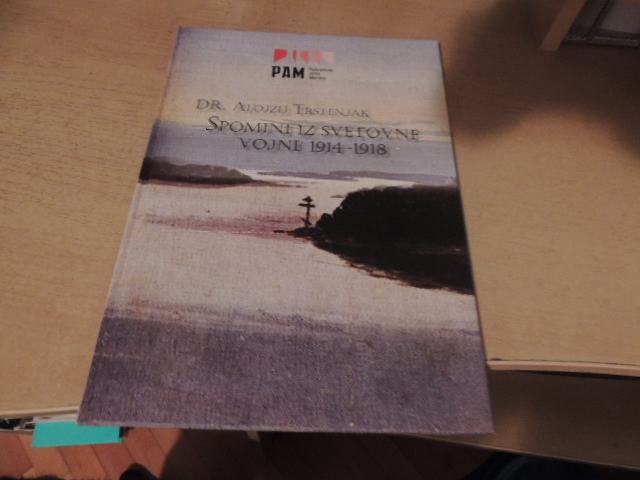 PAM
DR. ALOJZIJ TRSTENJAK
SPOMINI IZ SVETOVNE
VOJNE 1914-1918